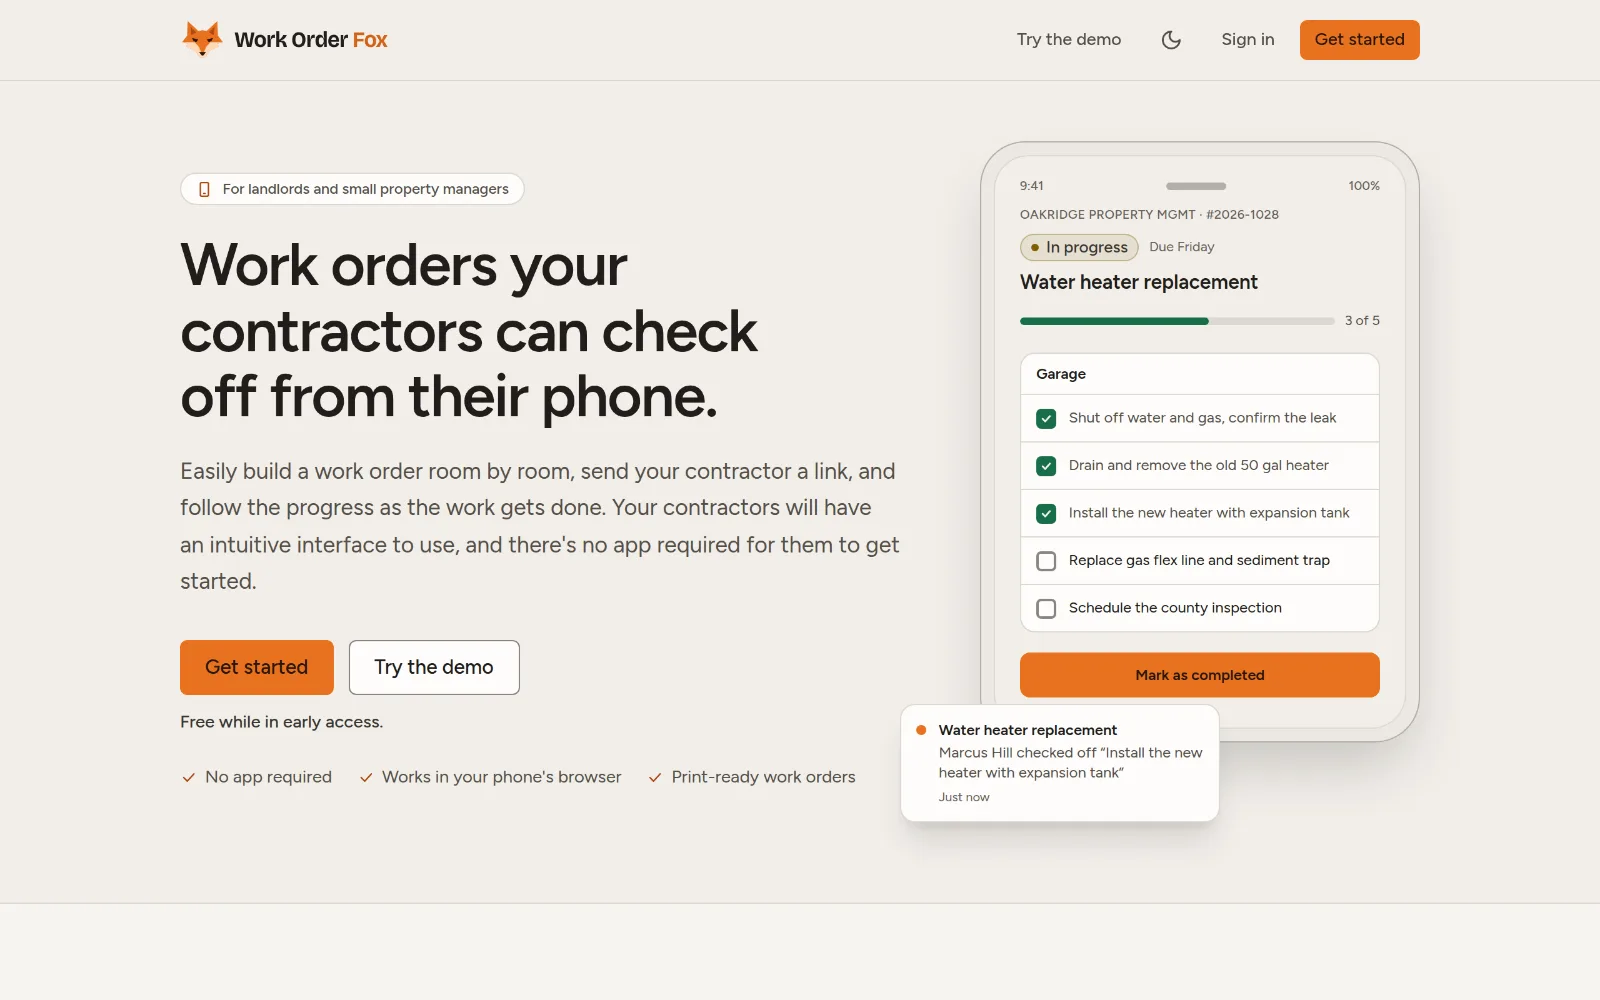 Work Order Fox
Try the demo
Sign in
Get started
For landlords and small property managers
Work orders your
contractors can check
off from their phone.
Easily build a work order room by room, send your contractor a link, and
follow the progress as the work gets done. Your contractors will have
an intuitive interface to use, and there's no app required for them to get
started.
Get started
Try the demo
Free while in early access.
No app required
Works in your phone's browser
Print-ready work orders
9:41
100%
OAKRIDGE PROPERTY MGMT · #2026-1028
In progress
Due Friday
Water heater replacement
3 of 5
Garage
Shut off water and gas, confirm the leak
Drain and remove the old 50 gal heater
Install the new heater with expansion tank
Replace gas flex line and sediment trap
Schedule the county inspection
Mark as completed
Water heater replacement
Marcus Hill checked off “Install the new
heater with expansion tank”
Just now